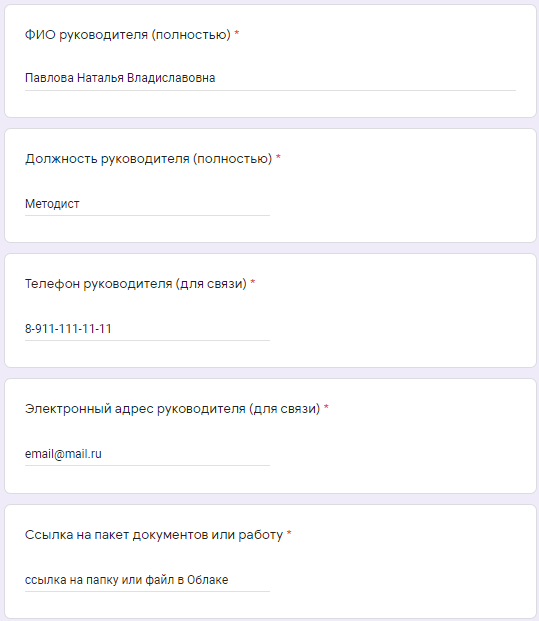 ФИО руководителя (полностью) *
Павлова Наталья Владиславовна
Должность руководителя (полностью) *
Методист
Телефон руководителя (для связи) *
8-911-111-11-11
Электронный адрес руководителя (для связи) *
email@mail.ru
Ссылка на пакет документов или работу *
ссылка на папку или файл в Облаке